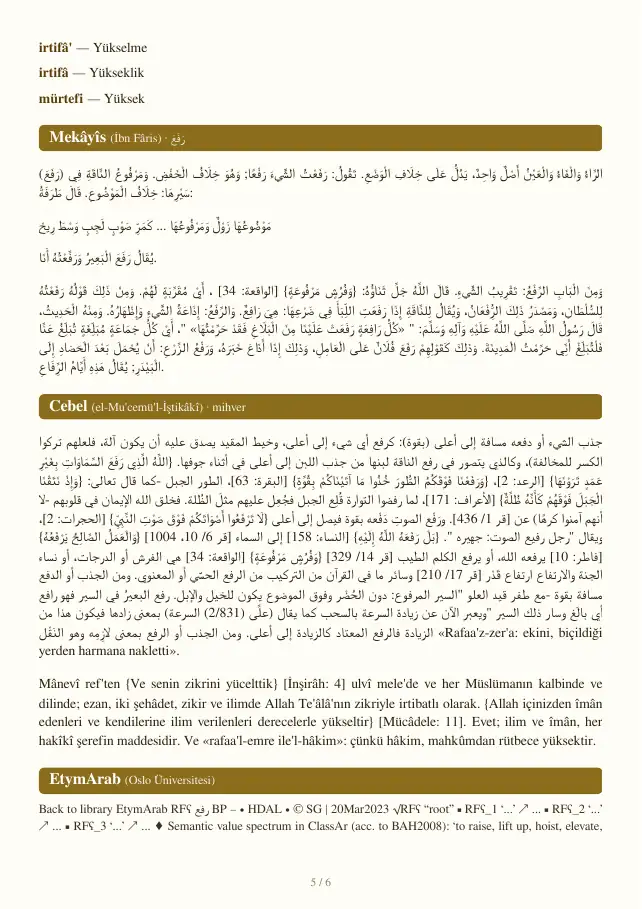 irtifâ' — Yükselme
irtifâ — Yükseklik
mürtefi — Yüksek
Mekâyîs (İbn Fâris) · رَفَعَ
(رَفَعَ) الرَّاءُ وَالْفَاءُ وَالْعَيْنُ أَصْلٌ وَاحِدٌ، يَدُلُّ عَلَى خِلَافِ الْوَضْعِ. تَقُولُ: رَفَعْتُ الشَّيْءَ رَفْعًا; وَهُوَ خِلَافُ الْخَفْضِ. وَمَرْفُوعُ النَّاقَةِ فِي
سَيْرِهَا: خِلَافُ الْمَوْضُوعِ. قَالَ طَرَفَةُ:
مَوْضُوعُهَا زَوْلٌ وَمَرْفُوعُهَا ... كَمَرِّ صَوْبٍ لَجِبٍ وَسْطَ رِيحْ
يُقَالُ رَفَعَ الْبَعِيرُ وَرَفَّعْتُهُ أَنَا.
وَمِنَ الْبَابِ الرَّفْعُ: تَقْرِيبُ الشَّيْءِ. قَالَ اللَّهُ جَلَّ ثَنَاؤُهُ: {وَفُرُشٍ مَرْفُوعَةٍ} [الواقعة: 34] ، أَيْ مُقَرَّبَةٍ لَهُمْ. وَمِنْ ذَلِكَ قَوْلُهُ رَفَعْتُهُ
لِلسُّلْطَانِ، وَمَصْدَرُ ذَلِكَ الرُّفْعَانُ، وَيُقَالُ لِلنَّاقَةِ إِذَا رَفَعَتِ اللِّبَأَ فِي ضَرْعِهَا: هِيَ رَافِعٌ. وَالرَّفْعُ: إِذَاعَةُ الشَّيْءِ وَإِظْهَارُهُ. وَمِنْهُ الْحَدِيثُ،
قَالَ رَسُولُ اللَّهِ صَلَّى اللَّهُ عَلَيْهِ وَآلِهِ وَسَلَّمَ: " «كُلُّ رَافِعَةٍ رَفَعَتْ عَلَيْنَا مِنَ الْبَلَاغِ فَقَدْ حَرَّمْتُهَا» "، أَيْ كُلُّ جَمَاعَةٍ مُبَلِّغَةٍ تُبَلِّغُ عَنَّا
فَلْتُبَلِّغْ أَنِّي حَرَّمْتُ الْمَدِينَةَ. وَذَلِكَ كَقَوْلِهِمْ رَفَعَ فُلَانٌ عَلَى الْعَامِلِ، وَذَلِكَ إِذَا أَذَاعَ خَبَرَهُ. وَرَفْعُ الزَّرْعِ: أَنْ يُحْمَلَ بَعْدَ الْحَصَادِ إِلَى
الْبَيْدَرِ; يُقَالُ هَذِهِ أَيَّامُ الرَّفَاعِ.
Cebel (el-Mu'cemü'l-İştikâkî) · mihver
جذب الشيء أو دفعه مسافة إلى أعلى (بقوة): كرفع أي شيء إلى أعلى، وخيط المقيد يصدق عليه أن يكون آلة، فلعلهم تركوا
الكسر للمخالفة)، وكالذي يتصور في رفع الناقة لبنها من جذب اللبن إلى أعلى في أثناء جوفها. {اللَّهُ الَّذِي رَفَعَ السَّمَاوَاتِ بِغَيْرِ
عَمَدٍ تَرَوْنَهَا} [الرعد: 2]، {وَرَفَعْنَا فَوْقَكُمُ الطُّورَ خُذُوا مَا آتَيْنَاكُمْ بِقُوَّةٍ} [البقرة: 63]، الطور الجبل -كما قال تعالى: {وَإِذْ نَتَقْنَا
الْجَبَلَ فَوْقَهُمْ كَأَنَّهُ ظُلَّةٌ} [الأعراف: 171]، لما رفضوا التوارة قُلِع الجبل فجُعل عليهم مثلَ الظُلة. فخلق الله الإيمان في قلوبهم -لا
أنهم آمنوا كرهًا) عن [قر 1/ 436]. ورَفع الصوتِ دَفعه بقوة فيصل إلى أعلى {لَا تَرْفَعُوا أَصْوَاتَكُمْ فَوْقَ صَوْتِ النَّبِيِّ} [الحجرات: 2]،
ويقال "رجل رفيع الصوت: جهيره ". {بَلْ رَفَعَهُ اللَّهُ إِلَيْهِ} [النساء: 158] إلى السماء [قر 6/ 10، 1004] {وَالْعَمَلُ الصَّالِحُ يَرْفَعُهُ}
[فاطر: 10] يرفعه الله، أو يرفع الكلم الطيب [قر 14/ 329] {وَفُرُشٍ مَرْفُوعَةٍ} [الواقعة: 34] هي الفرش أو الدرجات، أو نساء
الجنة والارتفاع ارتفاع قَدْر [قر 17/ 210] وسائر ما في القرآن من التركيب من الرفع الحسّي أو المعنوي. ومن الجذب أو الدفع
مسافة بقوة -مع ظفر قيد العلو "السير المرفوع: دون الحُضْر وفوق الموضوع يكون للخيل والإبل. رفع البعيرُ في السير فهو رافع
أي بالَغَ وسار ذلك السير "ويعبر الآن عن زيادة السرعة بالسحب كما يقال (علّى (2/831) السرعة) بمعنى زادها فيكون هذا من
الزيادة فالرفع المعتاد كالزيادة إلى أعلى. ومن الجذب أو الرفع بمعنى لازمه وهو النَقْل «Rafaa'z-zer'a: ekini, biçildiği
yerden harmana nakletti».
Mânevî ref'ten {Ve senin zikrini yücelttik} [İnşirâh: 4] ulvî mele'de ve her Müslümanın kalbinde ve
dilinde; ezan, iki şehâdet, zikir ve ilimde Allah Te'âlâ'nın zikriyle irtibatlı olarak. {Allah içinizden îmân
edenleri ve kendilerine ilim verilenleri derecelerle yükseltir} [Mücâdele: 11]. Evet; ilim ve îmân, her
hakîkî şerefin maddesidir. Ve «rafaa'l-emre ile'l-hâkim»: çünkü hâkim, mahkûmdan rütbece yüksektir.
EtymArab (Oslo Üniversitesi)
Back to library EtymArab RFʕ رفع BP – • HDAL • © SG | 20Mar2023 √RFʕ “root” ▪ RFʕ_1 ‘...’ ↗ ... ▪ RFʕ_2 ‘...’
↗ ... ▪ RFʕ_3 ‘...’ ↗ ... ♦ Semantic value spectrum in ClassAr (acc. to BAH2008): ‘to raise, lift up, hoist, elevate,
5 / 6